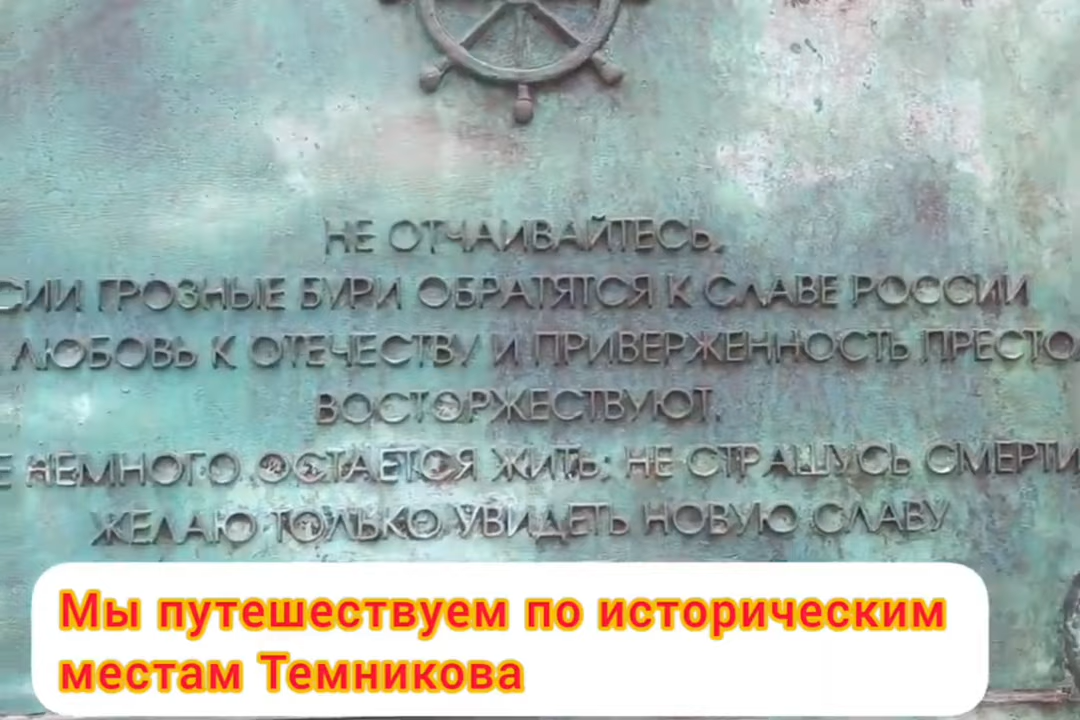 НЕ ОТЧАИВАЙТЕСЬ,
СИИ ГРОЗНЫЕ БУРИ ОБРАТЯТСЯ К СЛАВЕ РОССИИ
ЛЮБОВЬ К ОТЕЧЕСТВУ И ПРИВЕРЖЕННОСТЬ ПРЕСТО
ВОСТОРЖЕСТВУЮТ.
Е НЕМНОГО ОСТАЕТСЯ ЖИТЬ: НЕ СТРАШУСЬ СМЕРТИ
ЖЕЛАЮ ТОЛЬКО УВИДЕТЬ НОВУЮ СЛАВУ
Мы путешествуем по историческим
местам Темникова